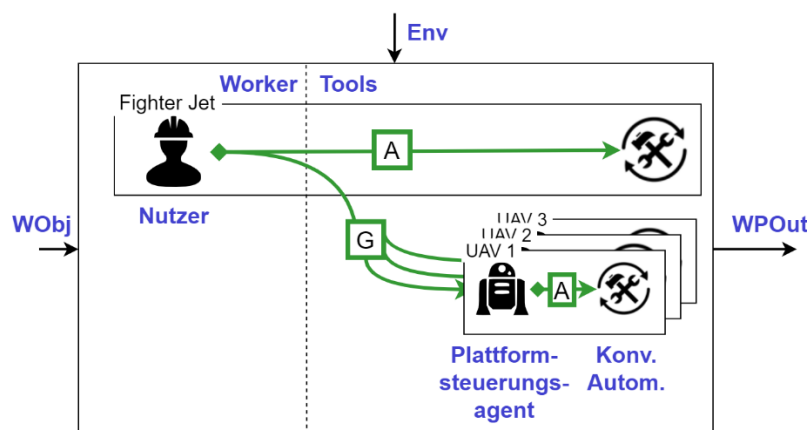 Env
Worker Tools
Fighter Jet
A
Nutzer
WObj
WPOut
G
UAV 3
UAV 2
UAV 1
A
Plattform-
steuerungs-
agent
Konv.
Autom.